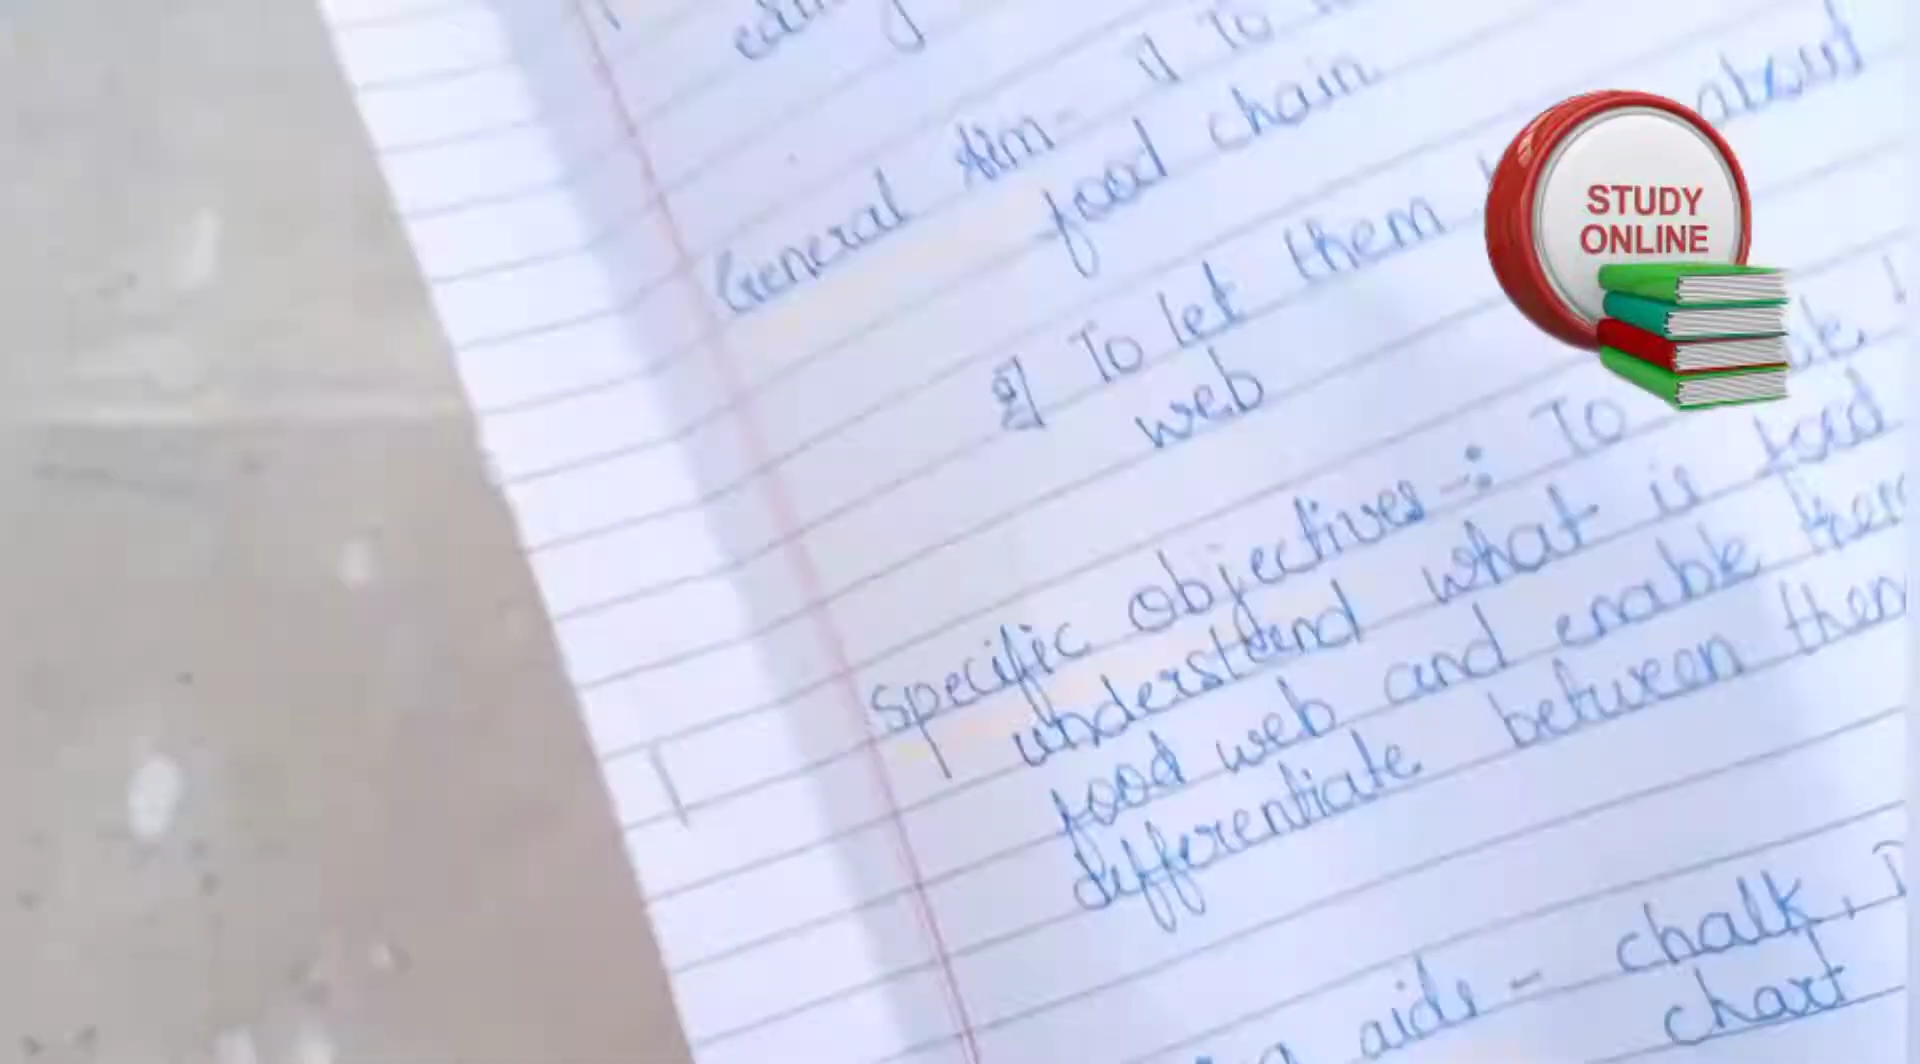 General Aim- 1] To
food chain
2] To let them about
web
Specific objectives -: To
understand what is food
food web and enable them
differentiate between them
aids - chalk,
chart
STUDY
ONLINE